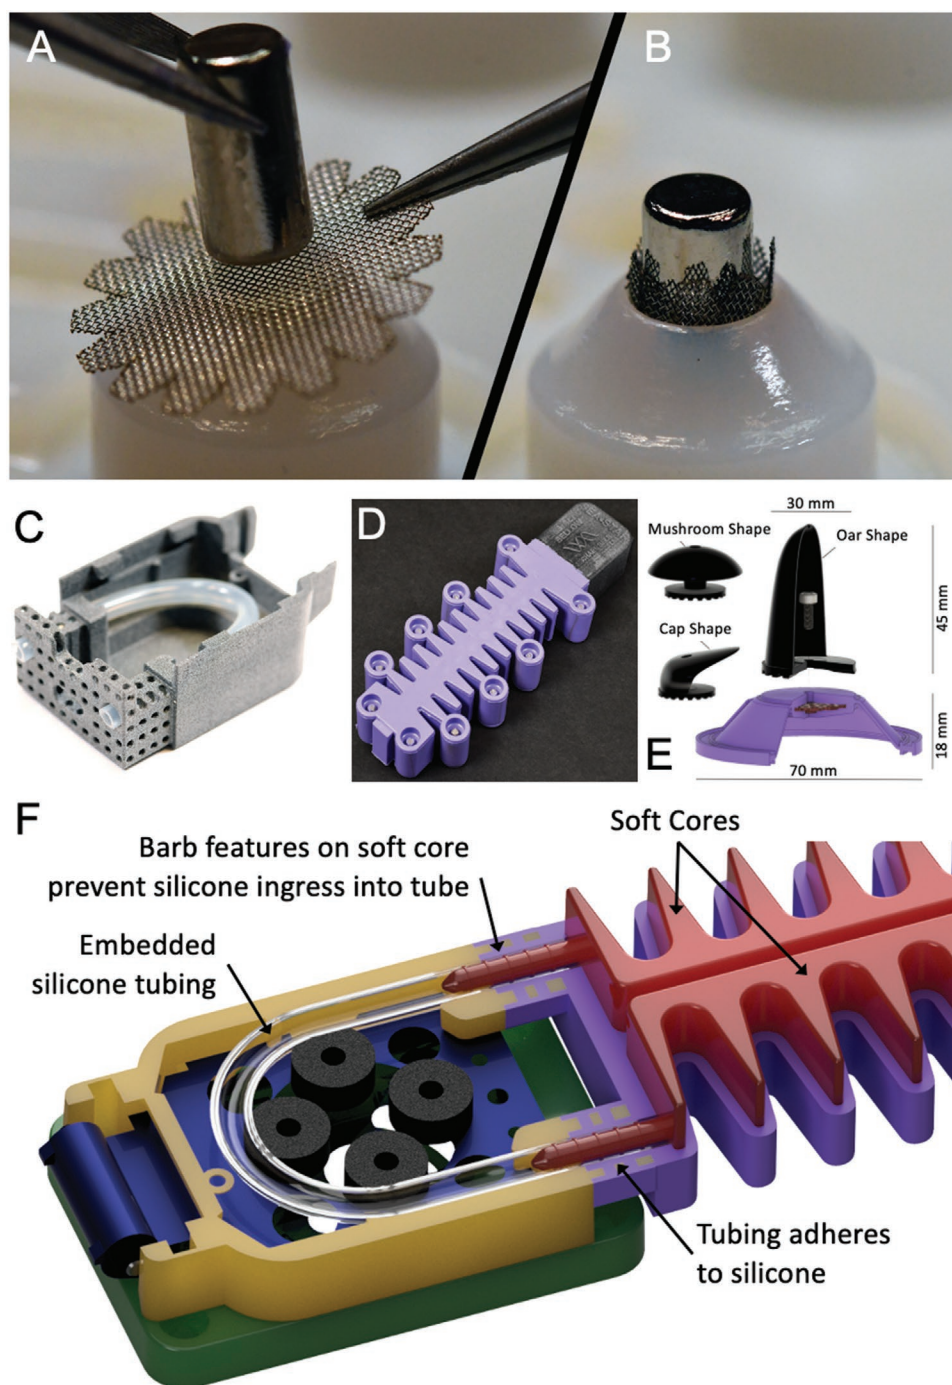 A
B
C
D
30 mm
Mushroom Shape
Oar Shape
Cap Shape
45 mm
18 mm
E
70 mm
F
Soft Cores
Barb features on soft core
prevent silicone ingress into tube
Embedded
silicone tubing
Tubing adheres
to silicone